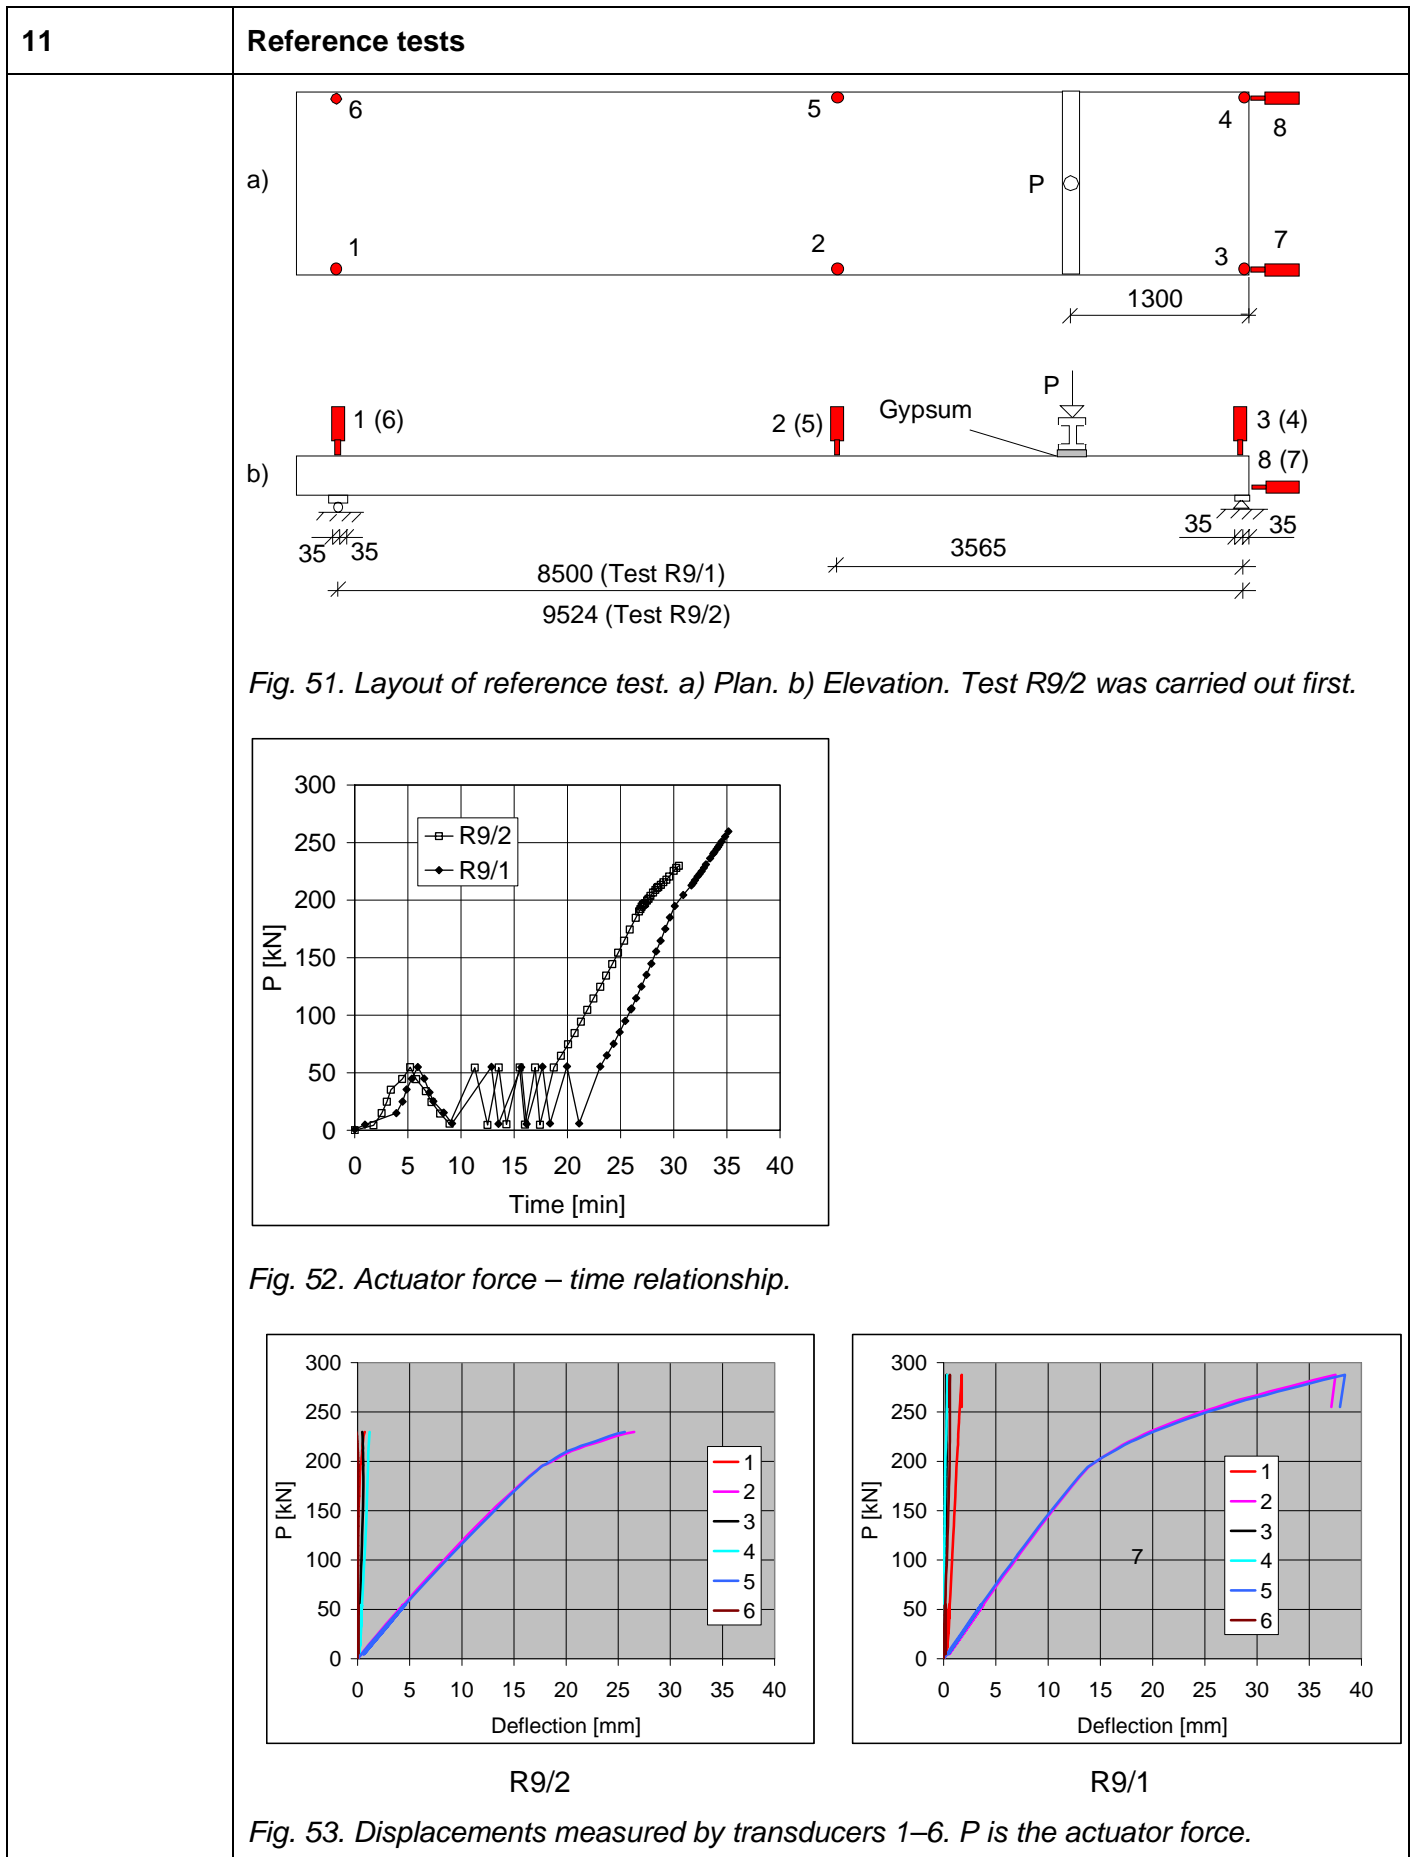 11
Reference tests
6
5
4
8
a)
P
1
2
3
7
1300
P
Gypsum
1 (6)
2 (5)
3 (4)
8 (7)
b)
35
35
35
35
3565
8500 (Test R9/1)
9524 (Test R9/2)
Fig. 51. Layout of reference test. a) Plan. b) Elevation. Test R9/2 was carried out first.
300
250
200
150
100
50
0
P [kN]
R9/2
R9/1
0 5 10 15 20 25 30 35 40
Time [min]
Fig. 52. Actuator force – time relationship.
300
250
200
150
100
50
0
P [kN]
1
2
3
4
5
6
0 5 10 15 20 25 30 35 40
Deflection [mm]
R9/2
300
250
200
150
100
50
0
P [kN]
7
1
2
3
4
5
6
0 5 10 15 20 25 30 35 40
Deflection [mm]
R9/1
Fig. 53. Displacements measured by transducers 1–6. P is the actuator force.